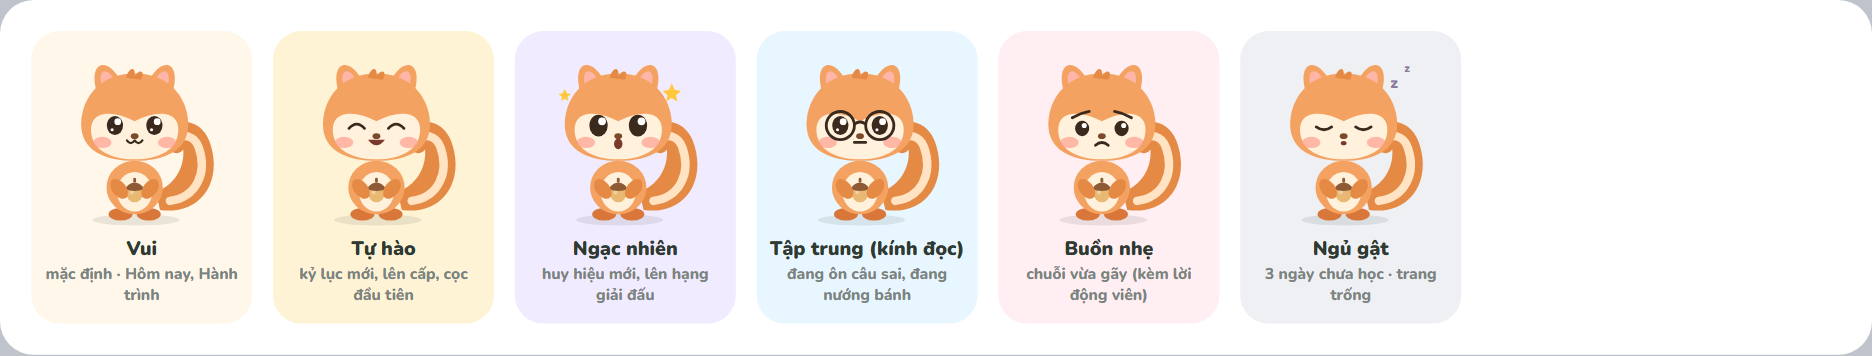 Vui
mặc định · Hôm nay, Hành
trình
Tự hào
kỷ lục mới, lên cấp, cọc
đầu tiên
Ngạc nhiên
huy hiệu mới, lên hạng
giải đấu
Tập trung (kính đọc)
đang ôn câu sai, đang
nướng bánh
Buồn nhẹ
chuỗi vừa gãy (kèm lời
động viên)
z
z
Ngủ gật
3 ngày chưa học · trang
trống